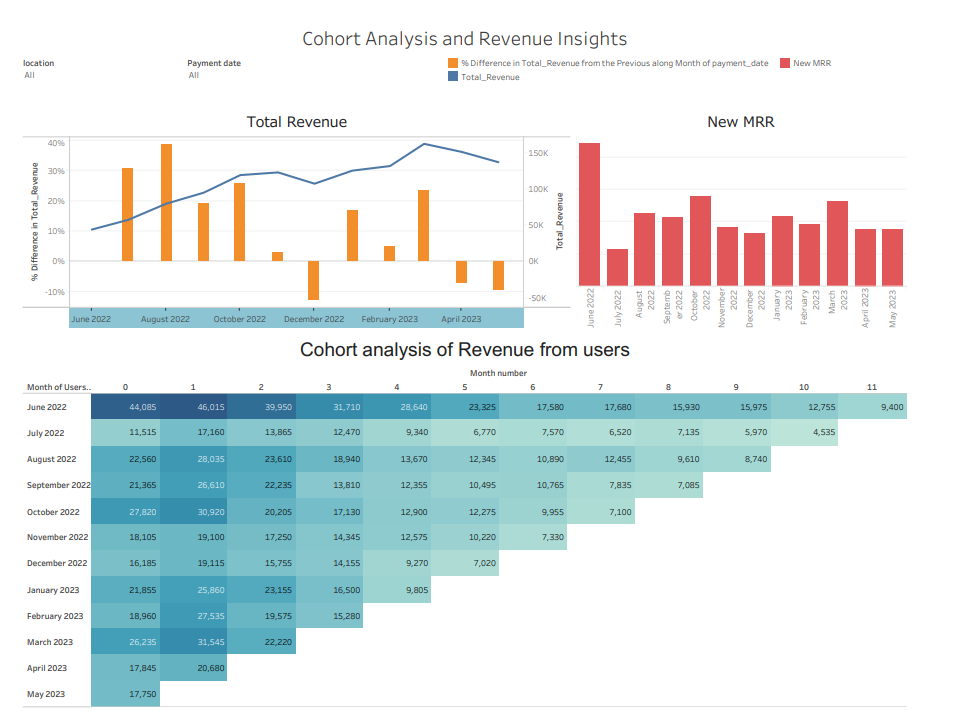 Cohort Analysis and Revenue Insights
location
All
Payment date
All
% Difference in Total_Revenue from the Previous along Month of payment_date
New MRR
Total_Revenue
Total Revenue
% Difference in Total_Revenue
40%
30%
20%
10%
0%
-10%
150K
100K
50K
0K
-50K
Total_Revenue
June 2022 August 2022 October 2022 December 2022 February 2023 April 2023
New MRR
June 2022
July 2022
August
2022
Septemb
er 2022
October
2022
November
2022
December
2022
January
2023
February
2023
March
2023
April 2023
May 2023
Cohort analysis of Revenue from users
Month number
Month of Users.. 0 1 2 3 4 5 6 7 8 9 10 11
June 2022 44,085 46,015 39,950 31,710 28,640 23,325 17,580 17,680 15,930 15,975 12,755 9,400
July 2022 11,515 17,160 13,865 12,470 9,340 6,770 7,570 6,520 7,135 5,970 4,535
August 2022 22,560 28,035 23,610 18,940 13,670 12,345 10,890 12,455 9,610 8,740
September 2022 21,365 26,610 22,235 13,810 12,355 10,495 10,765 7,835 7,085
October 2022 27,820 30,920 20,205 17,130 12,900 12,275 9,955 7,100
November 2022 18,105 19,100 17,250 14,345 12,575 10,220 7,330
December 2022 16,185 19,115 15,755 14,155 9,270 7,020
January 2023 21,855 25,860 23,155 16,500 9,805
February 2023 18,960 27,535 19,575 15,280
March 2023 26,235 31,545 22,220
April 2023 17,845 20,680
May 2023 17,750